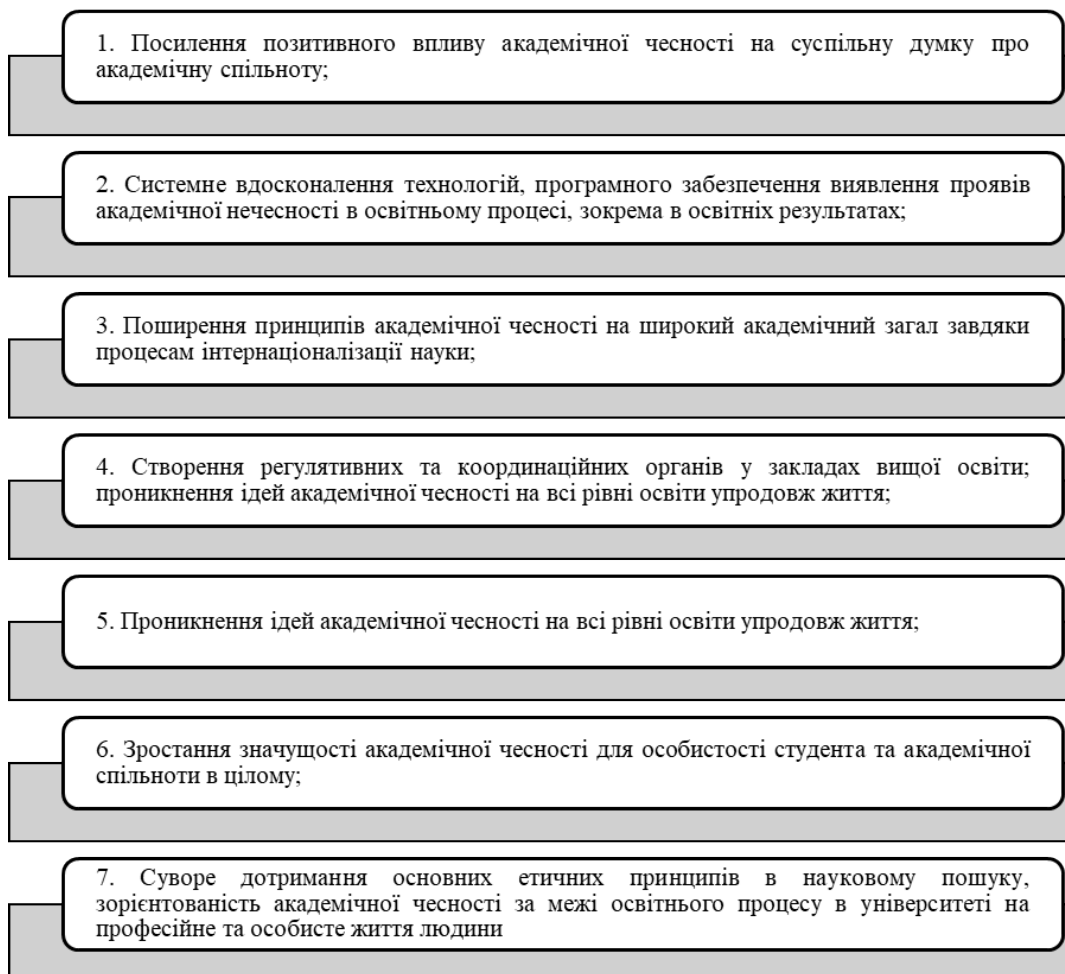 1. Посилення позитивного впливу академічної чесності на суспільну думку про
академічну спільноту;
2. Системне вдосконалення технологій, програмного забезпечення виявлення проявів
академічної нечесності в освітньому процесі, зокрема в освітніх результатах;
3. Поширення принципів академічної чесності на широкий академічний загал завдяки
процесам інтернаціоналізації науки;
4. Створення регулятивних та координаційних органів у закладах вищої освіти;
проникнення ідей академічної чесності на всі рівні освіти упродовж життя;
5. Проникнення ідей академічної чесності на всі рівні освіти упродовж життя;
6. Зростання значущості академічної чесності для особистості студента та академічної
спільноти в цілому;
7. Суворе дотримання основних етичних принципів в науковому пошуку,
зорієнтованість академічної чесності за межі освітнього процесу в університеті на
професійне та особисте життя людини